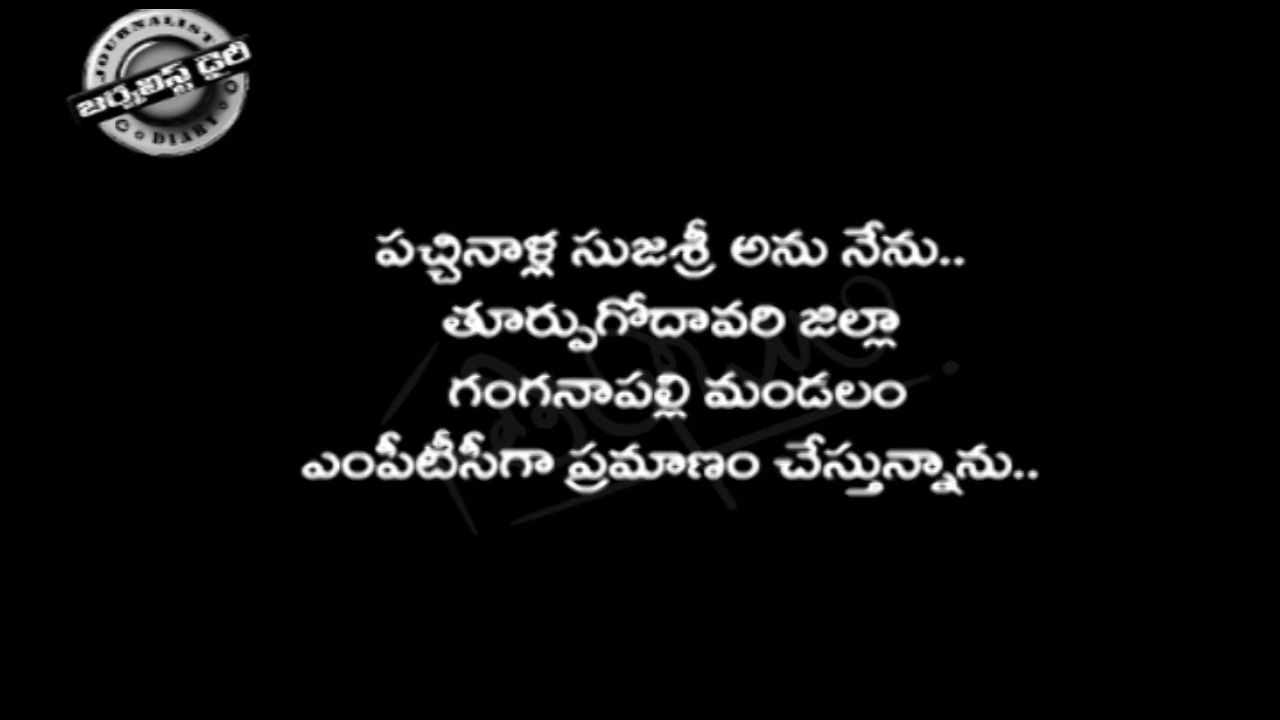 JOURNALIST
జర్నలిస్ట్ డైరీ
DIARY
పచ్చినాళ్ల సుజశ్రీ అను నేను..
తూర్పుగోదావరి జిల్లా
గంగనాపల్లి మండలం
ఎంపీటీసీగా ప్రమాణం చేస్తున్నాను..